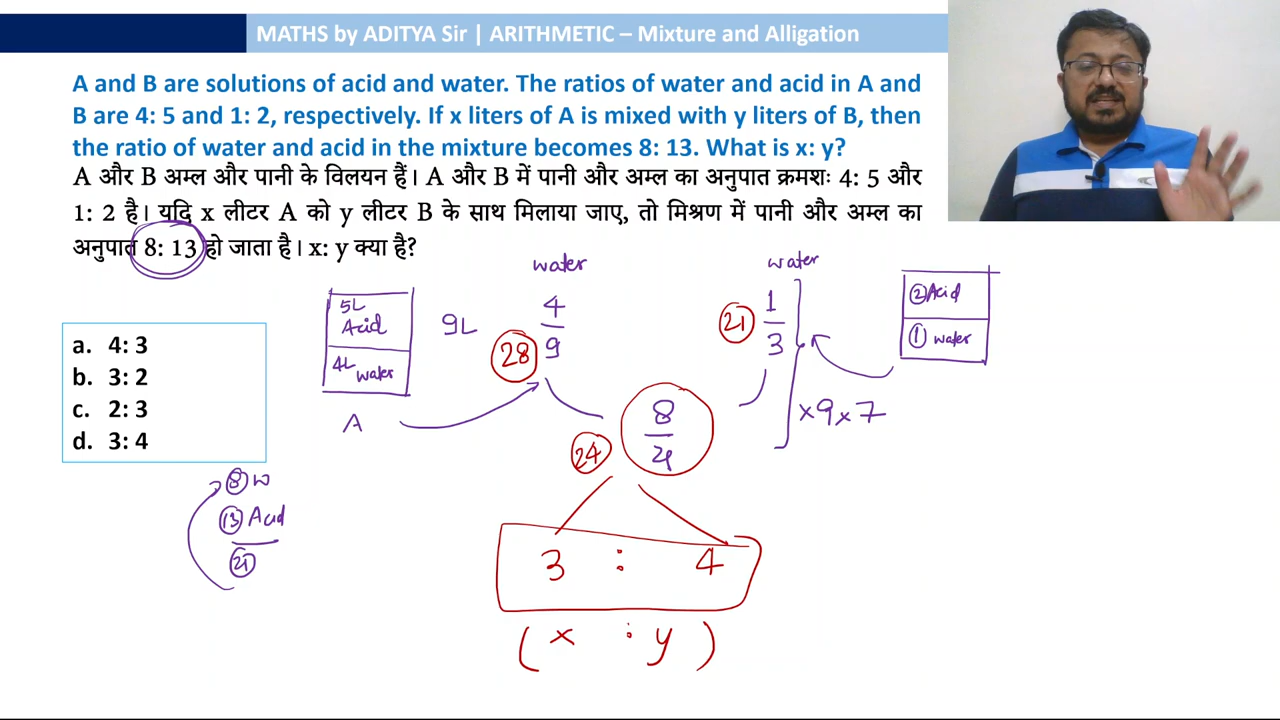 MATHS by ADITYA Sir | ARITHMETIC – Mixture and Alligation
A and B are solutions of acid and water. The ratios of water and acid in A and
B are 4: 5 and 1: 2, respectively. If x liters of A is mixed with y liters of B, then
the ratio of water and acid in the mixture becomes 8: 13. What is x: y?
A और B अम्ल और पानी के विलयन हैं। A और B में पानी और अम्ल का अनुपात क्रमशः 4: 5 और
1: 2 है। यदि x लीटर A को y लीटर B के साथ मिलाया जाए, तो मिश्रण में पानी और अम्ल का
अनुपात 8: 13 हो जाता है। x: y क्या है?
a. 4: 3
b. 3: 2
c. 2: 3
d. 3: 4
5L
Acid
4L
water
A
9L
water
4
9
28
water
1
3
21
2 Acid
1 water
×9×7
8
21
24
8 W
13 Acid
21
3 : 4
(x : y)